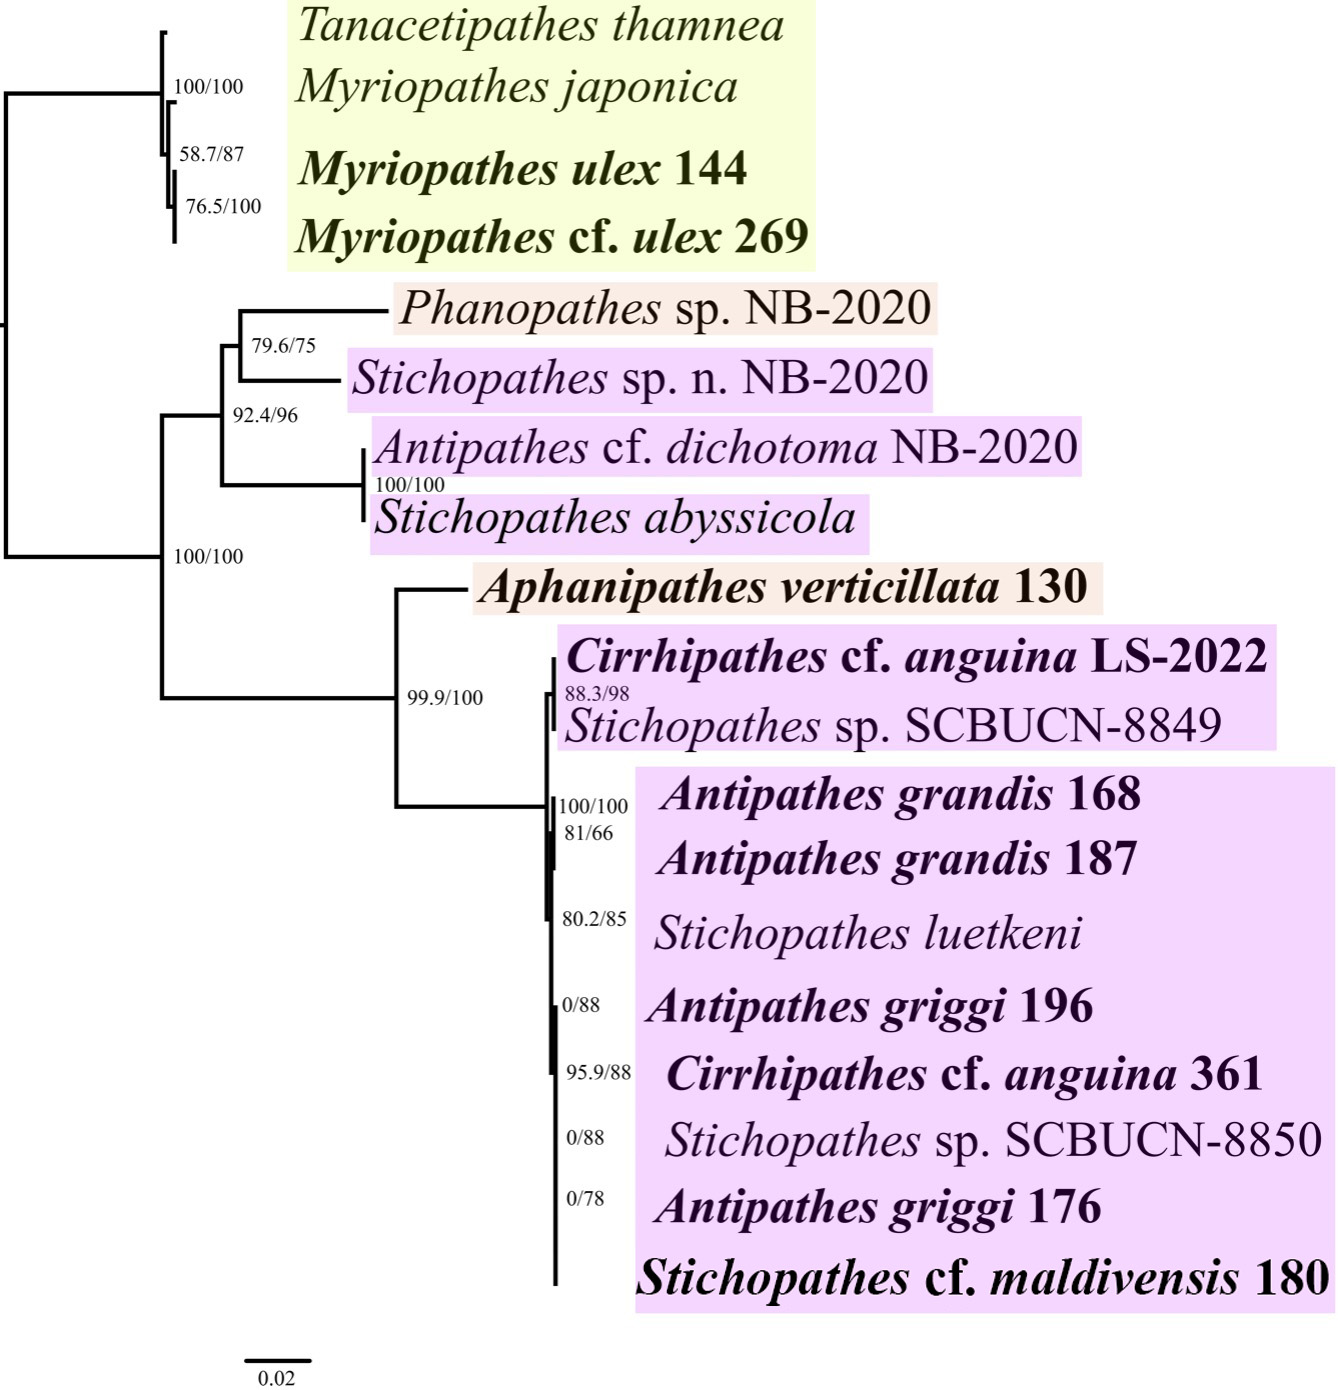 Tanacetipathes thamnea
100/100
Myriopathes japonica
58.7/87
Myriopathes ulex 144
76.5/100
Myriopathes cf. ulex 269
Phanopathes sp. NB-2020
79.6/75
Stichopathes sp. n. NB-2020
92.4/96
Antipathes cf. dichotoma NB-2020
100/100
Stichopathes abyssicola
100/100
Aphanipathes verticillata 130
Cirrhipathes cf. anguina LS-2022
99.9/100
88.3/98
Stichopathes sp. SCBUCN-8849
Antipathes grandis 168
100/100
81/66
Antipathes grandis 187
80.2/85
Stichopathes luetkeni
0/88
Antipathes griggi 196
95.9/88
Cirrhipathes cf. anguina 361
0/88
Stichopathes sp. SCBUCN-8850
0/78
Antipathes griggi 176
Stichopathes cf. maldivensis 180
0.02